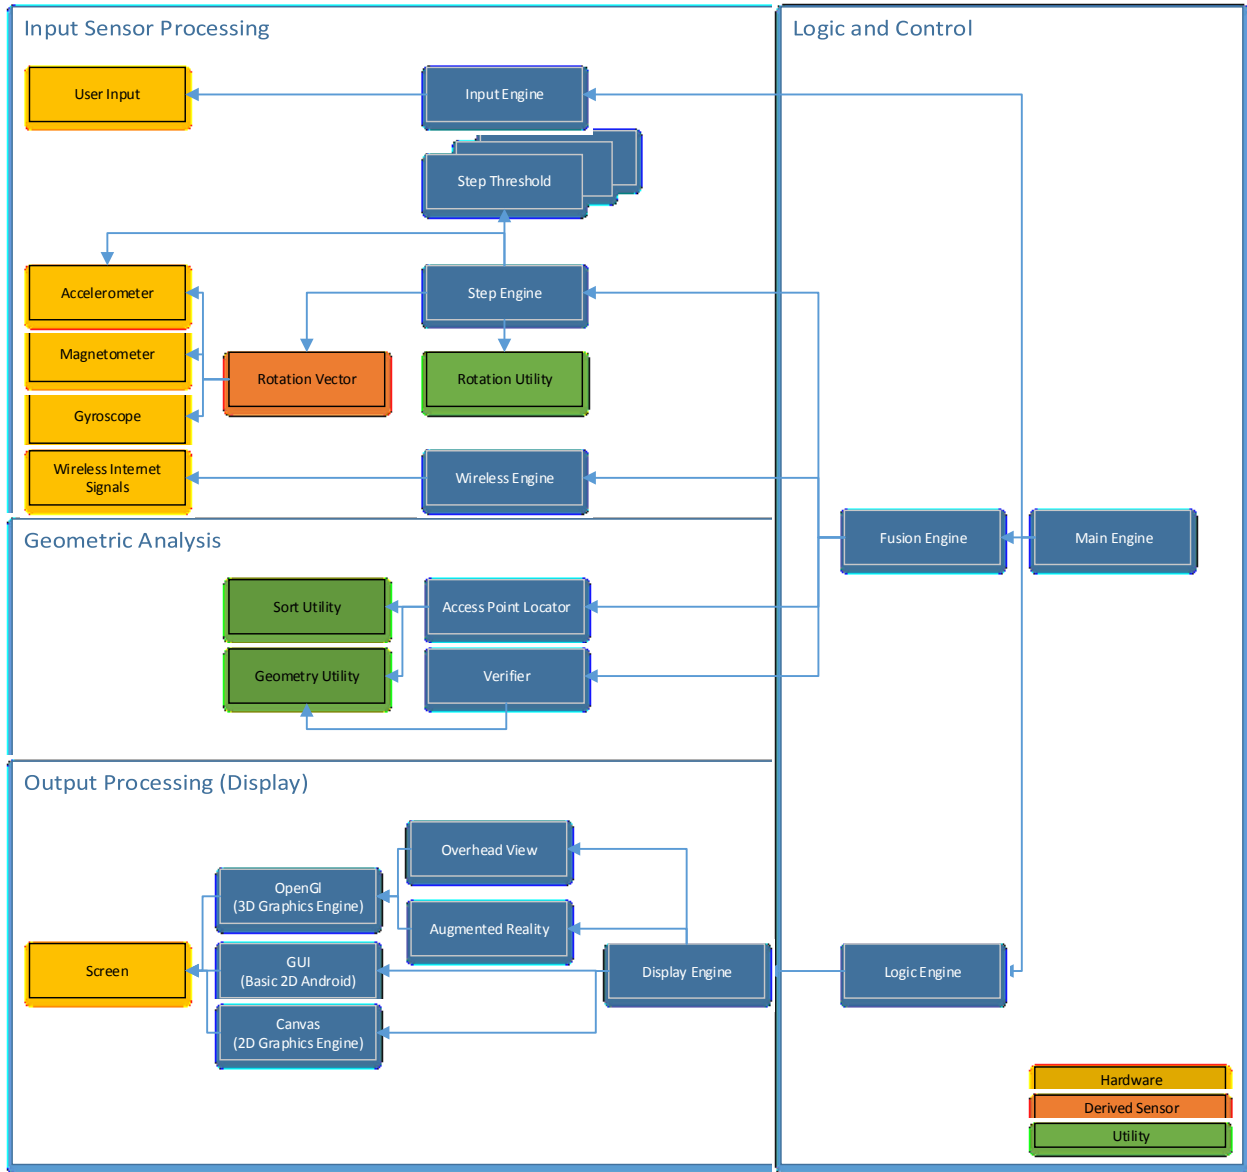 Input Sensor Processing
Logic and Control
User Input
Input Engine
Step Threshold
Accelerometer
Step Engine
Magnetometer
Rotation Vector
Rotation Utility
Gyroscope
Wireless Internet
Signals
Wireless Engine
Fusion Engine
Main Engine
Geometric Analysis
Sort Utility
Access Point Locator
Geometry Utility
Verifier
Output Processing (Display)
Overhead View
OpenGl
(3D Graphics Engine)
Augmented Reality
Screen
GUI
(Basic 2D Android)
Display Engine
Logic Engine
Canvas
(2D Graphics Engine)
Hardware
Derived Sensor
Utility